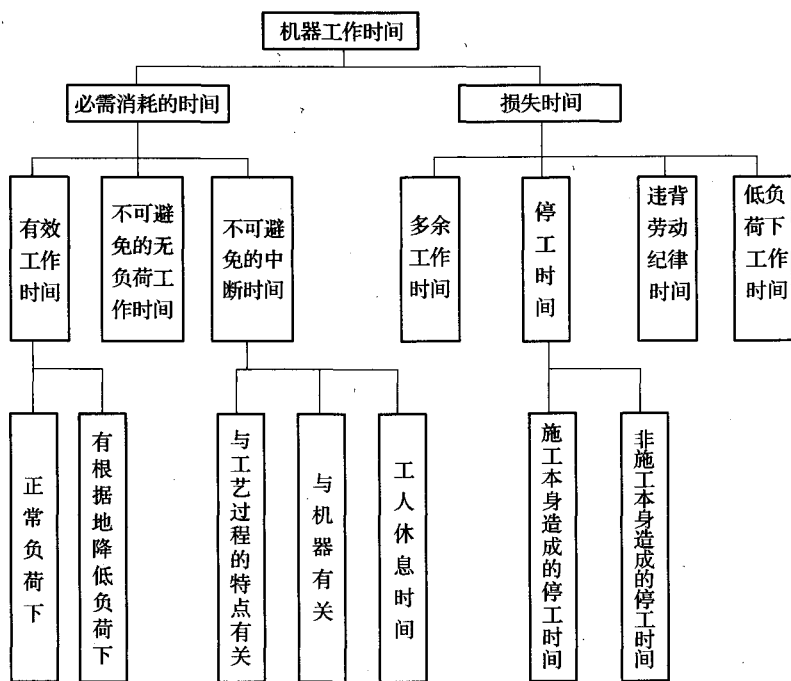 机器工作时间
必需消耗的时间
损失时间
有效
工作
时间
不可避
免的无
负荷工
作时间
不可避
免的中
断时间
多余
工作
时间
停工时间
违背
劳动
纪律
时间
低负
荷下
工作
时间
正常负荷下
有根据地降低负荷下
与工艺过程的特点有关
与机器有关
工人休息时间
施工本身造成的停工时间
非施工本身造成的停工时间